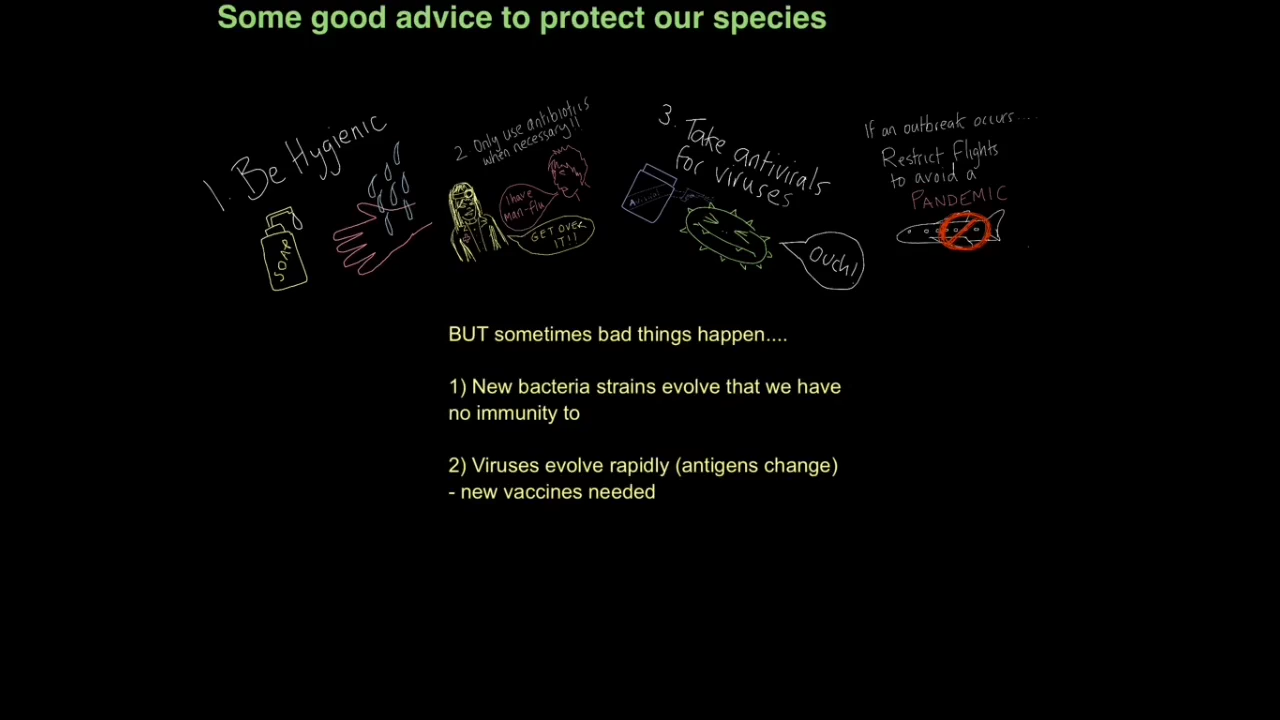 Some good advice to protect our species
1. Be Hygienic
SOAP
2. Only use antibiotics
when necessary!!
I have
Man-Flu
GET OVER
IT!!
3. Take antivirals
for viruses
OUCH!
If an outbreak occurs....
Restrict Flights
to avoid a
PANDEMIC
BUT sometimes bad things happen....
1) New bacteria strains evolve that we have
no immunity to
2) Viruses evolve rapidly (antigens change)
- new vaccines needed